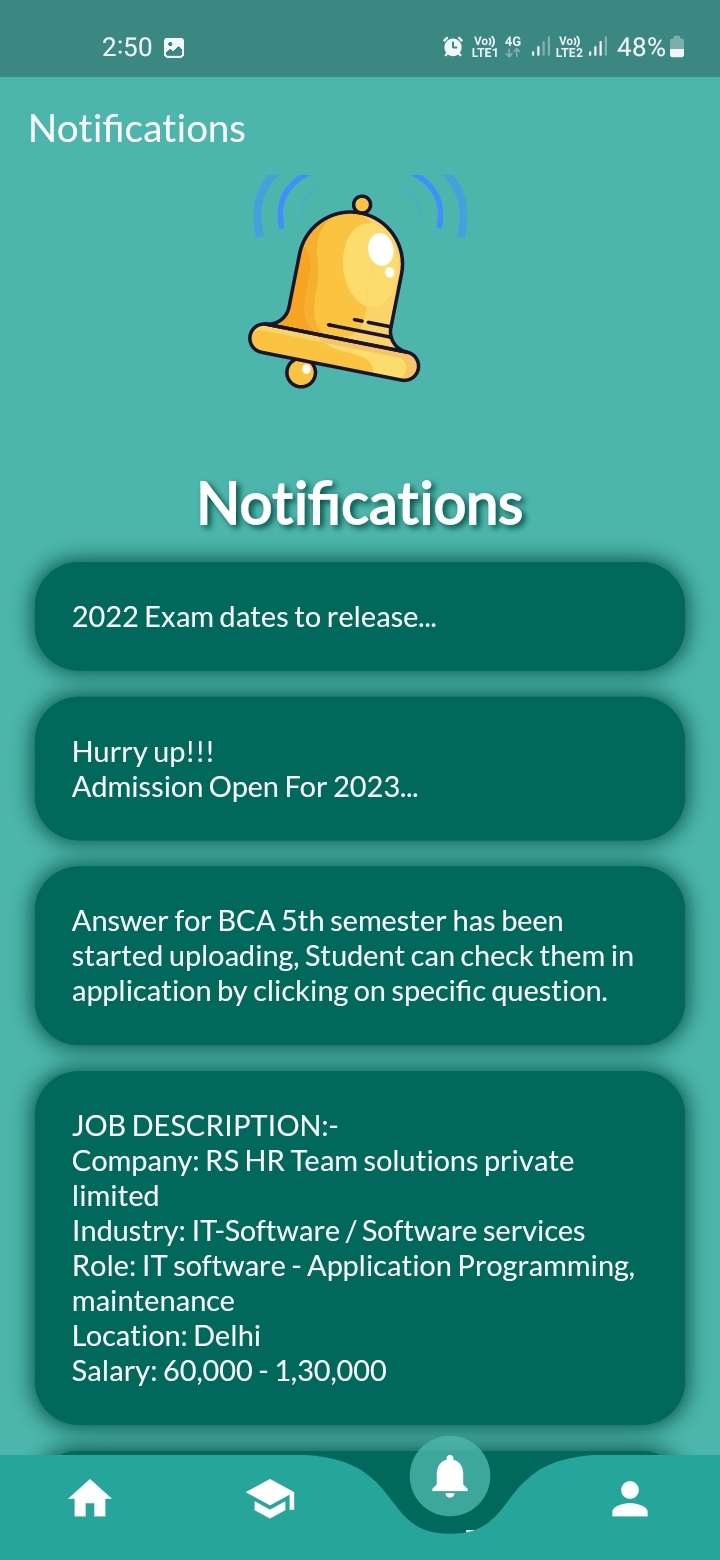 2:50
Vo)) LTE1 4G Vo)) LTE2 48%
Notifications
Notifications
2022 Exam dates to release...
Hurry up!!!
Admission Open For 2023...
Answer for BCA 5th semester has been
started uploading, Student can check them in
application by clicking on specific question.
JOB DESCRIPTION:-
Company: RS HR Team solutions private
limited
Industry: IT-Software / Software services
Role: IT software - Application Programming,
maintenance
Location: Delhi
Salary: 60,000 - 1,30,000